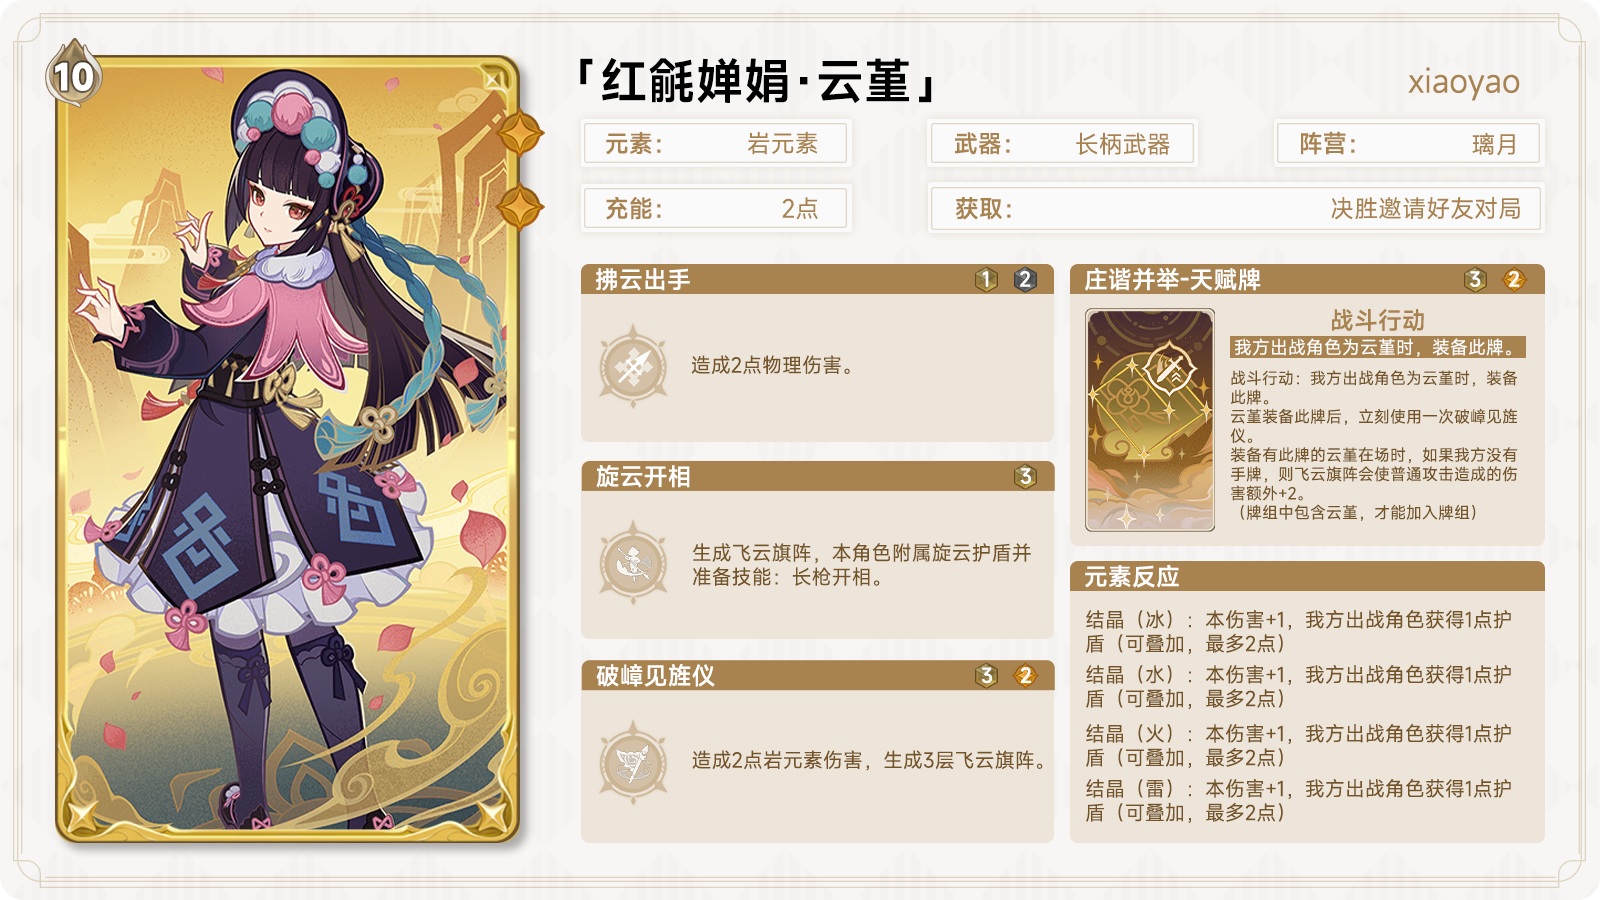 10
「红毹婵娟·云堇」
xiaoyao
元素： 岩元素
武器： 长柄武器
阵营： 璃月
充能： 2点
获取： 决胜邀请好友对局
拂云出手 1 2
造成2点物理伤害。
旋云开相 3
生成飞云旗阵，本角色附属旋云护盾并
准备技能：长枪开相。
破嶂见旌仪 3 2
造成2点岩元素伤害，生成3层飞云旗阵。
庄谐并举-天赋牌 3 2
战斗行动
我方出战角色为云堇时，装备此牌。
战斗行动：我方出战角色为云堇时，装备
此牌。
云堇装备此牌后，立刻使用一次破嶂见旌
仪。
装备有此牌的云堇在场时，如果我方没有
手牌，则飞云旗阵会使普通攻击造成的伤
害额外+2。
（牌组中包含云堇，才能加入牌组）
元素反应
结晶（冰）：本伤害+1，我方出战角色获得1点护
盾（可叠加，最多2点）
结晶（水）：本伤害+1，我方出战角色获得1点护
盾（可叠加，最多2点）
结晶（火）：本伤害+1，我方出战角色获得1点护
盾（可叠加，最多2点）
结晶（雷）：本伤害+1，我方出战角色获得1点护
盾（可叠加，最多2点）